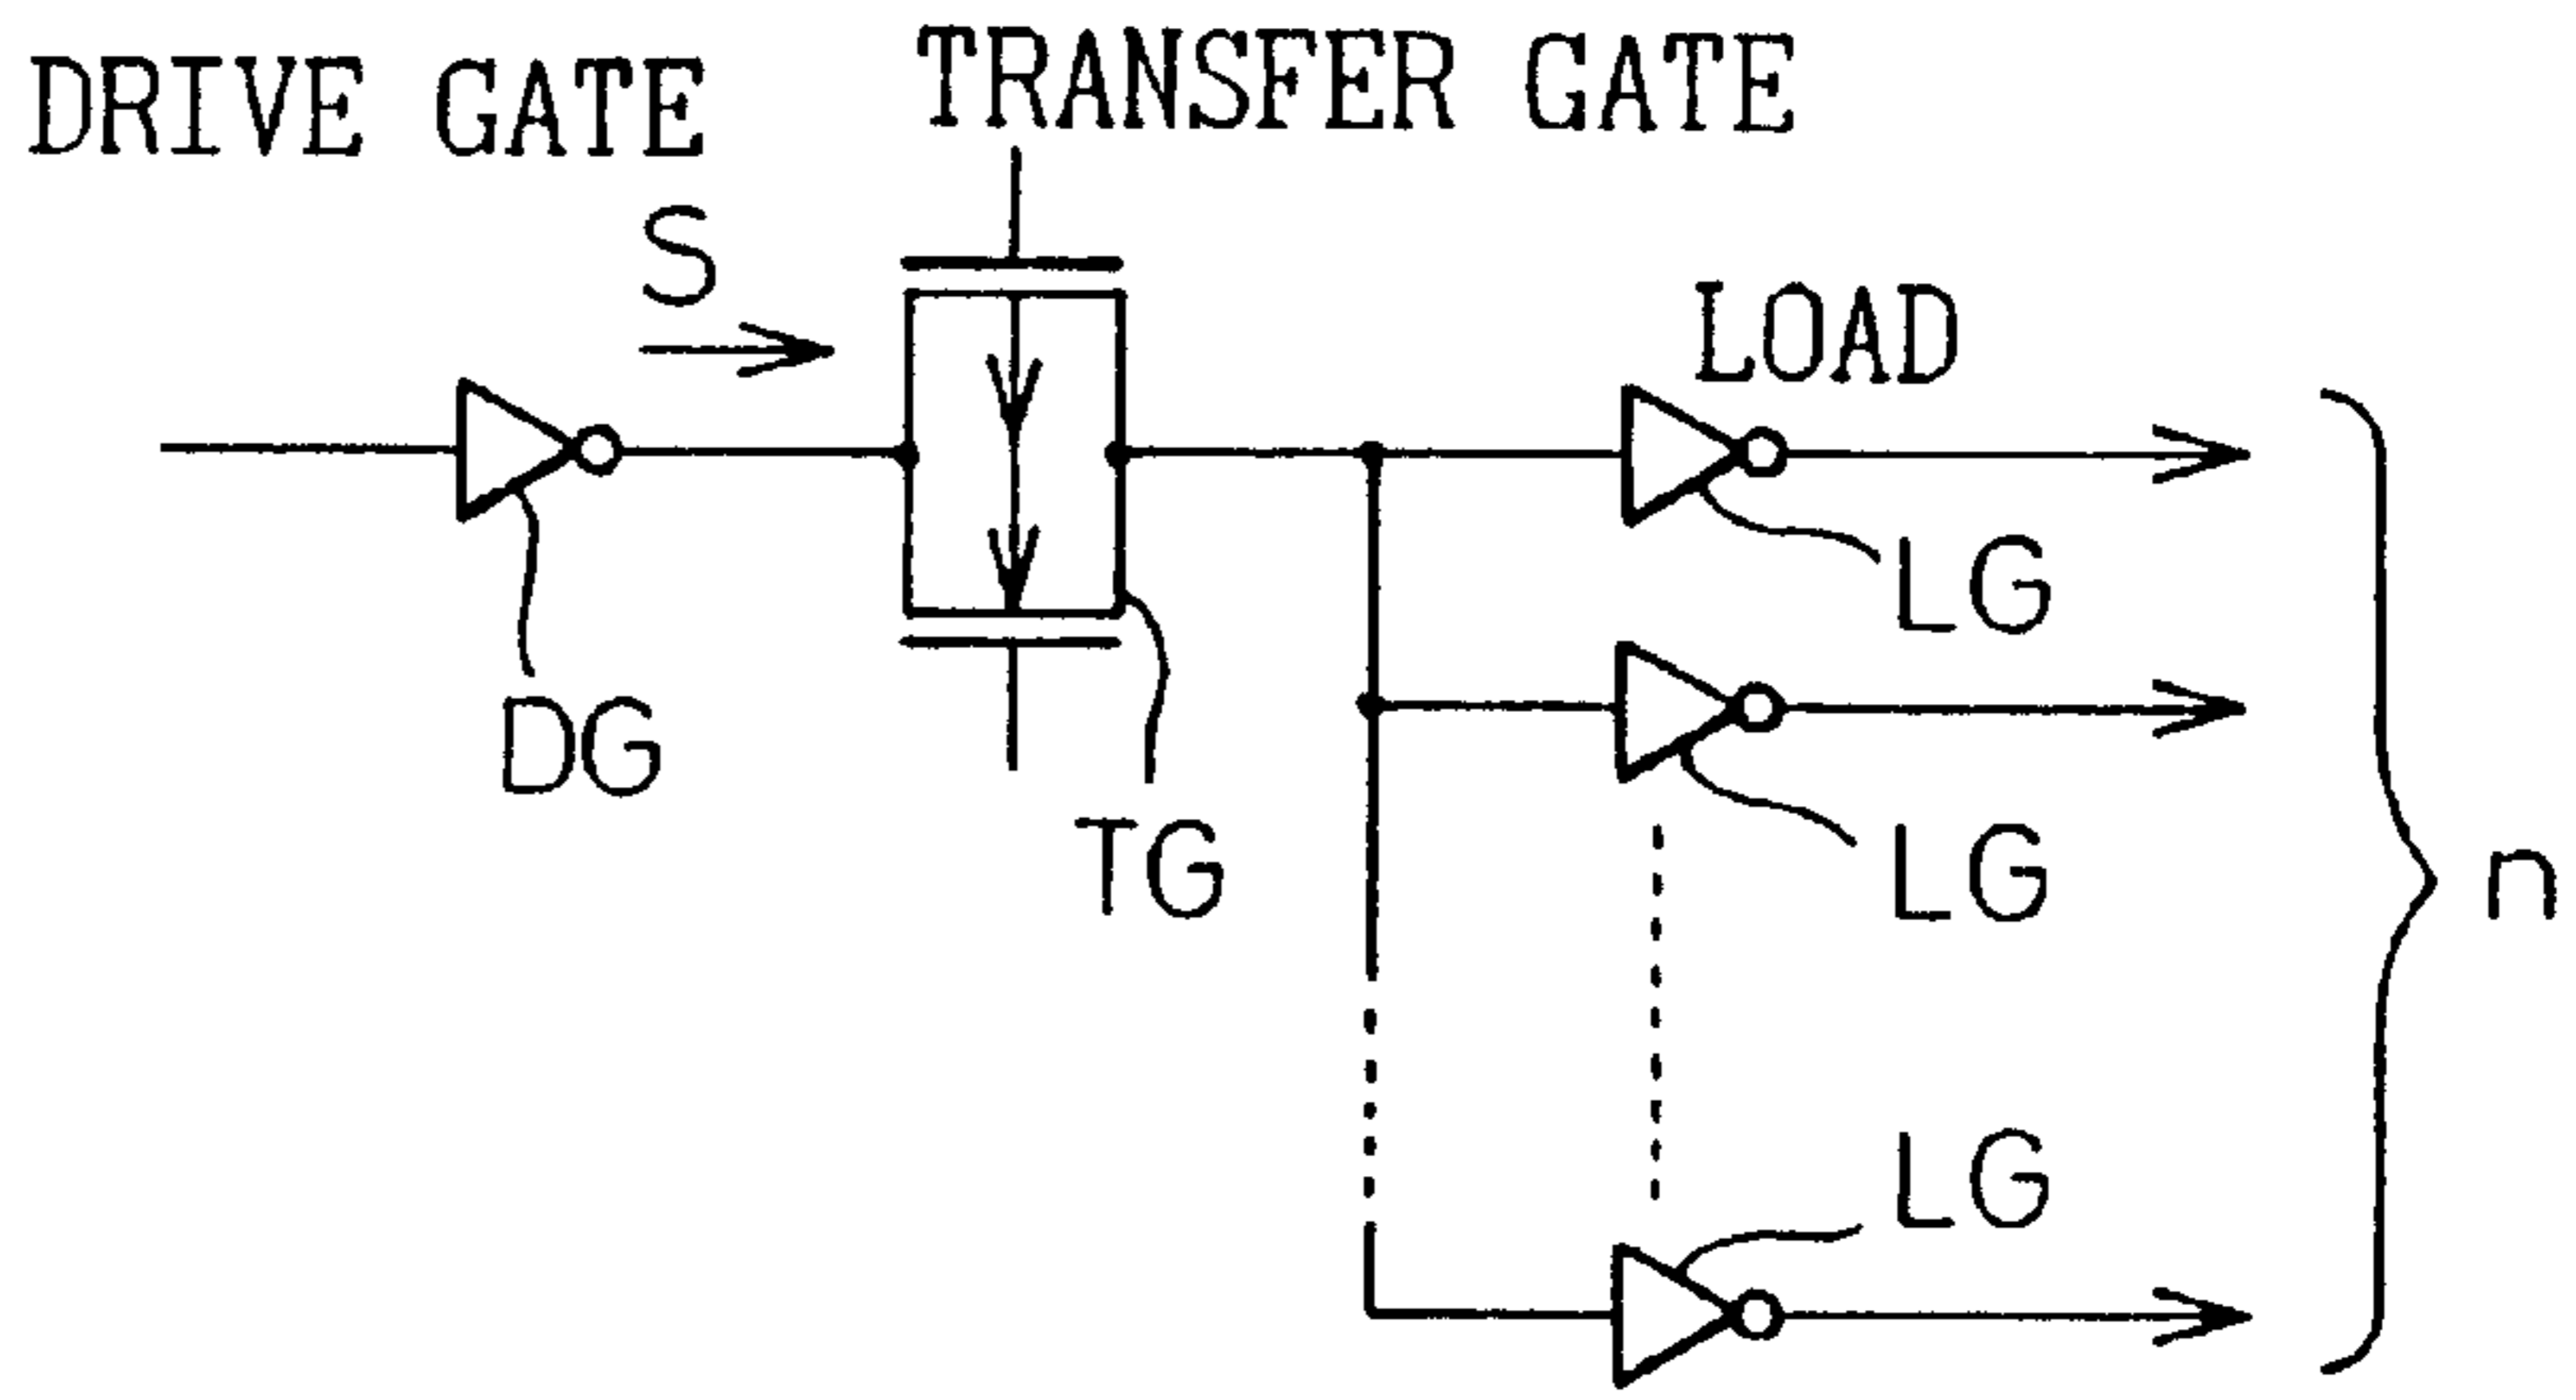 DRIVE GATE
TRANSFER GATE
S
LOAD
LG
DG
LG
TG
n
LG